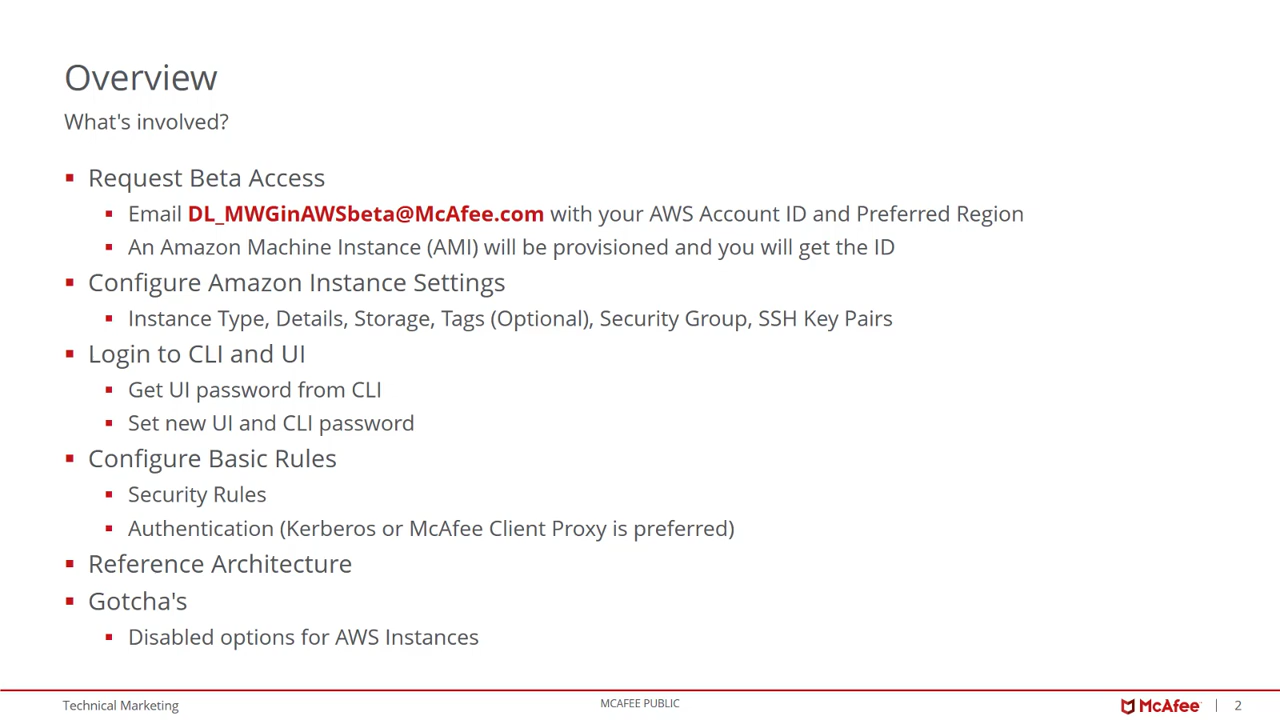 Overview
What's involved?
Request Beta Access
Email DL_MWGinAWSbeta@McAfee.com with your AWS Account ID and Preferred Region
An Amazon Machine Instance (AMI) will be provisioned and you will get the ID
Configure Amazon Instance Settings
Instance Type, Details, Storage, Tags (Optional), Security Group, SSH Key Pairs
Login to CLI and UI
Get UI password from CLI
Set new UI and CLI password
Configure Basic Rules
Security Rules
Authentication (Kerberos or McAfee Client Proxy is preferred)
Reference Architecture
Gotcha's
Disabled options for AWS Instances
Technical Marketing
MCAFEE PUBLIC
McAfee | 2